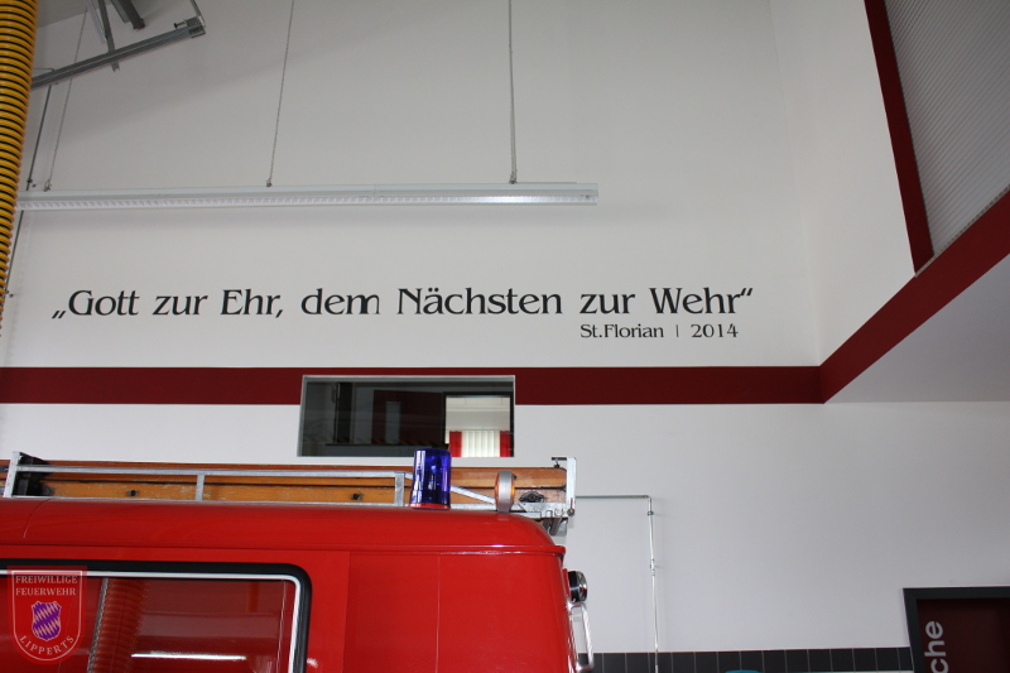 „Gott zur Ehr, dem Nächsten zur Wehr“
St.Florian | 2014
FREIWILLIGE
FEUERWEHR
LIPPERTS
che